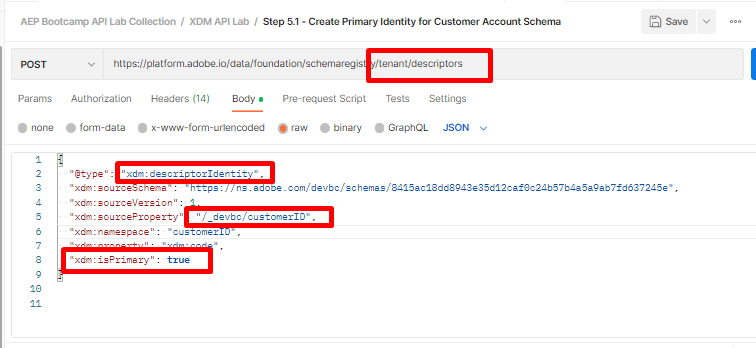 AEP Bootcamp API Lab Collection / XDM API Lab / Step 5.1 - Create Primary Identity for Customer Account Schema
Save
POST
https://platform.adobe.io/data/foundation/schemaregistry/tenant/descriptors
Params Authorization Headers (14) Body Pre-request Script Tests Settings
none form-data x-www-form-urlencoded raw binary GraphQL JSON
1 {
2 "@type": "xdm:descriptorIdentity",
3 "xdm:sourceSchema": "https://ns.adobe.com/devbc/schemas/8415ac18dd8943e35d12caf0c24b57b4a5a9ab7fd637245e",
4 "xdm:sourceVersion": 1,
5 "xdm:sourceProperty": "/_devbc/customerID",
6 "xdm:namespace": "customerID",
7 "xdm:property": "xdm:code",
8 "xdm:isPrimary": true
9 }
10
11